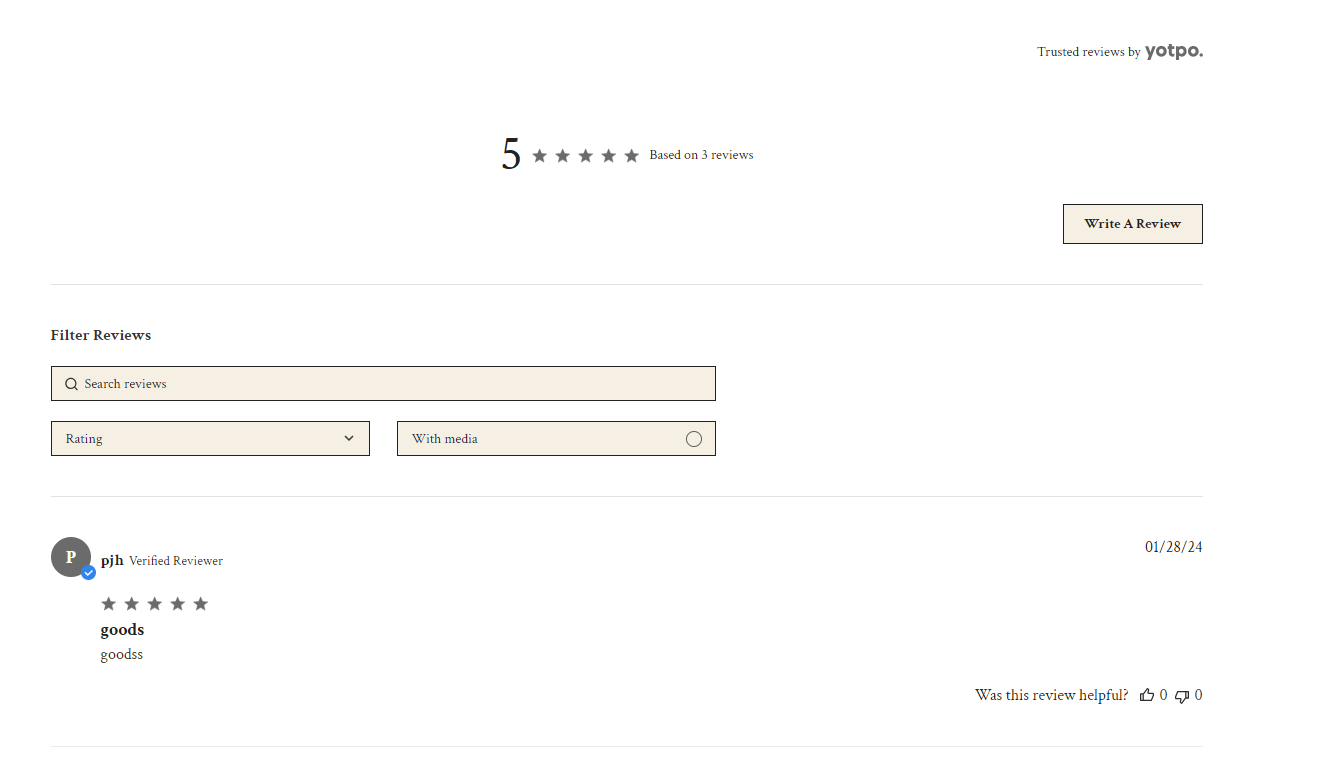 Trusted reviews by yotpo.
5 Based on 3 reviews
Write A Review
Filter Reviews
Search reviews
Rating
With media
P
pjh Verified Reviewer
01/28/24
goods
goodss
Was this review helpful? 0 0